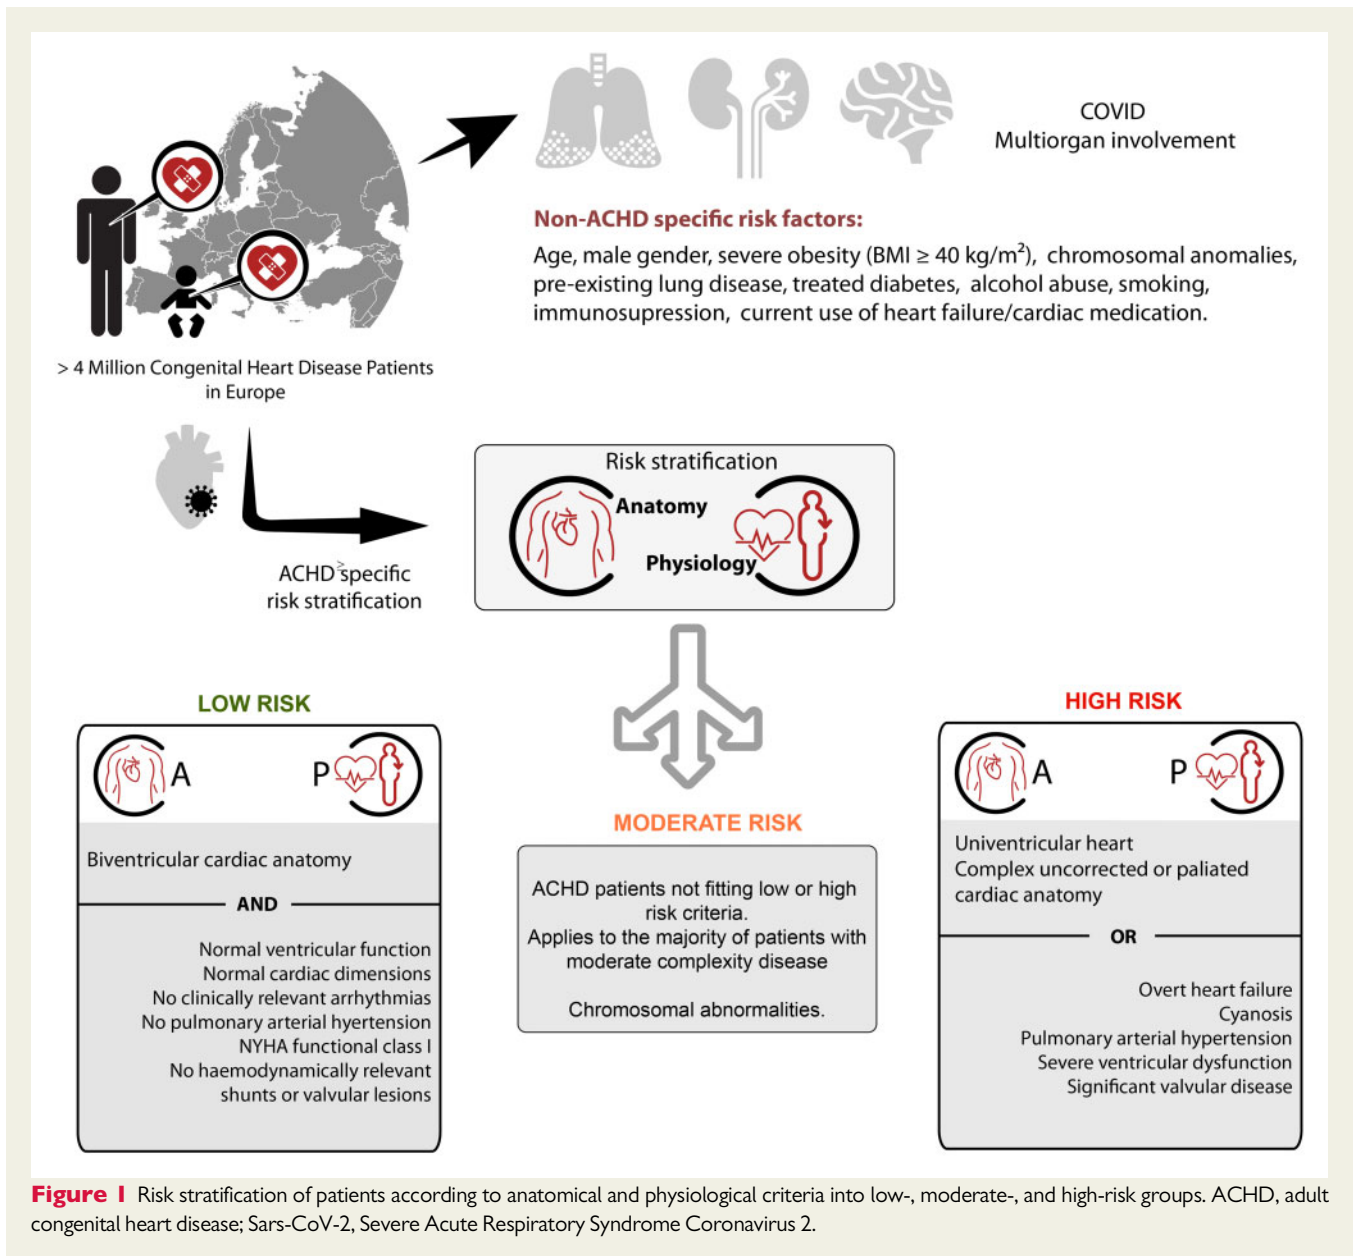 COVID
Multiorgan involvement
Non-ACHD specific risk factors:
Age, male gender, severe obesity (BMI ≥ 40 kg/m²), chromosomal anomalies,
pre-existing lung disease, treated diabetes, alcohol abuse, smoking,
immunosupression, current use of heart failure/cardiac medication.
> 4 Million Congenital Heart Disease Patients
in Europe
≥
ACHD specific
risk stratification
Risk stratification
Anatomy
Physiology
LOW RISK
A
P
Biventricular cardiac anatomy
AND
Normal ventricular function
Normal cardiac dimensions
No clinically relevant arrhythmias
No pulmonary arterial hyertension
NYHA functional class I
No haemodynamically relevant
shunts or valvular lesions
MODERATE RISK
ACHD patients not fitting low or high
risk criteria.
Applies to the majority of patients with
moderate complexity disease
Chromosomal abnormalities.
HIGH RISK
A
P
Univentricular heart
Complex uncorrected or paliated
cardiac anatomy
OR
Overt heart failure
Cyanosis
Pulmonary arterial hypertension
Severe ventricular dysfunction
Significant valvular disease
Figure 1 Risk stratification of patients according to anatomical and physiological criteria into low-, moderate-, and high-risk groups. ACHD, adult
congenital heart disease; Sars-CoV-2, Severe Acute Respiratory Syndrome Coronavirus 2.